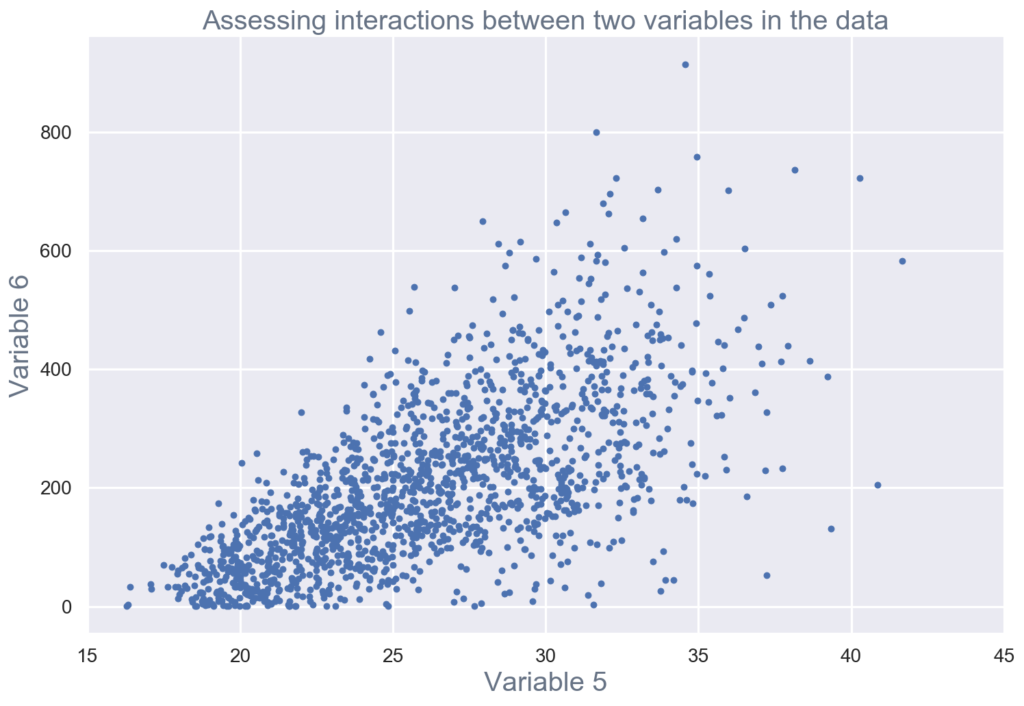 Assessing interactions between two variables in the data
800
600
400
200
0
Variable 6
15 20 25 30 35 40 45
Variable 5